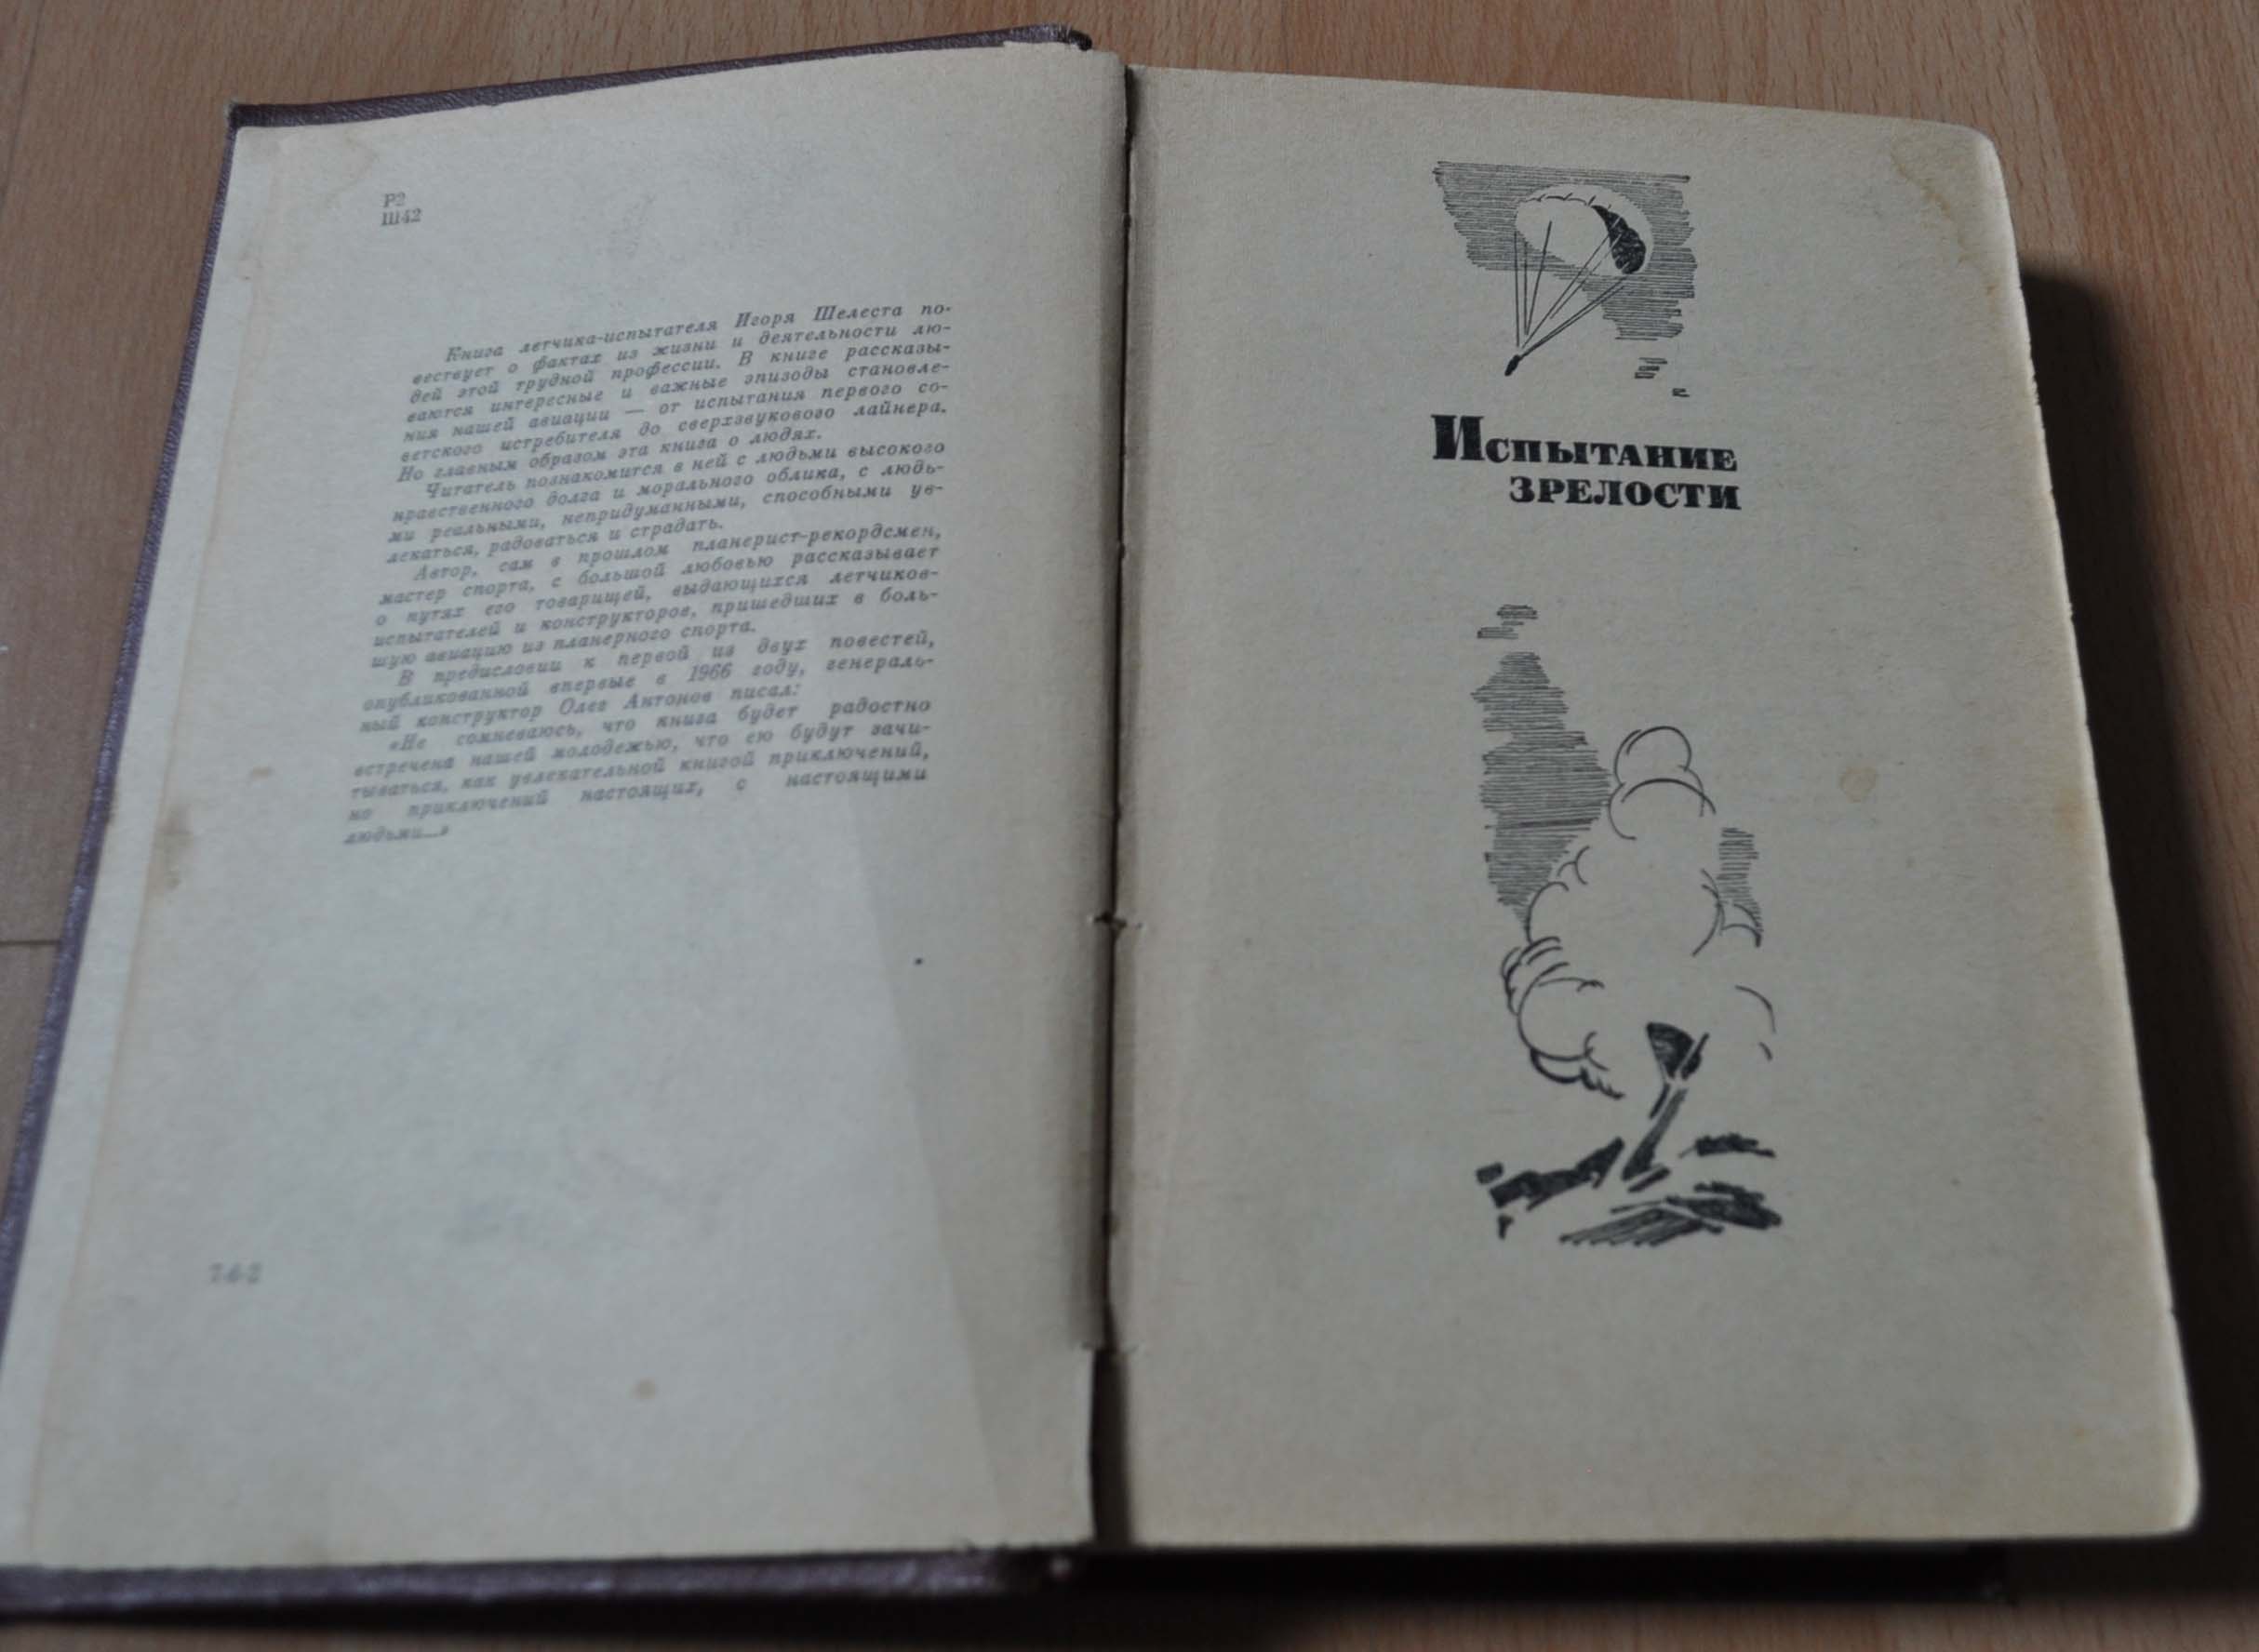 Р2
Ш42
Книга летчика-испытателя Игоря Шелеста по-
вествует о фактах из жизни и деятельности лю-
дей этой трудной профессии. В книге рассказы-
ваются интересные и важные эпизоды становле-
ния нашей авиации — от испытания первого со-
ветского истребителя до сверхзвукового лайнера.
Но главным образом эта книга о людях.
Читатель познакомится в ней с людьми высокого
нравственного долга и морального облика, с людь-
ми реальными, непридуманными, способными ув-
лекаться, радоваться и страдать.
Автор, сам в прошлом планерист-рекордсмен,
мастер спорта, с большой любовью рассказывает
о путях его товарищей, выдающихся летчиков-
испытателей и конструкторов, пришедших в боль-
шую авиацию из планерного спорта.
В предисловии к первой из двух повестей,
опубликованной впервые в 1966 году, генераль-
ный конструктор Олег Антонов писал:
«Не сомневаюсь, что книга будет радостно
встречена нашей молодежью, что ею будут зачи-
тываться, как увлекательной книгой приключений,
но приключений настоящих, с настоящими
людьми...»
7-6-2
Испытание
зрелости